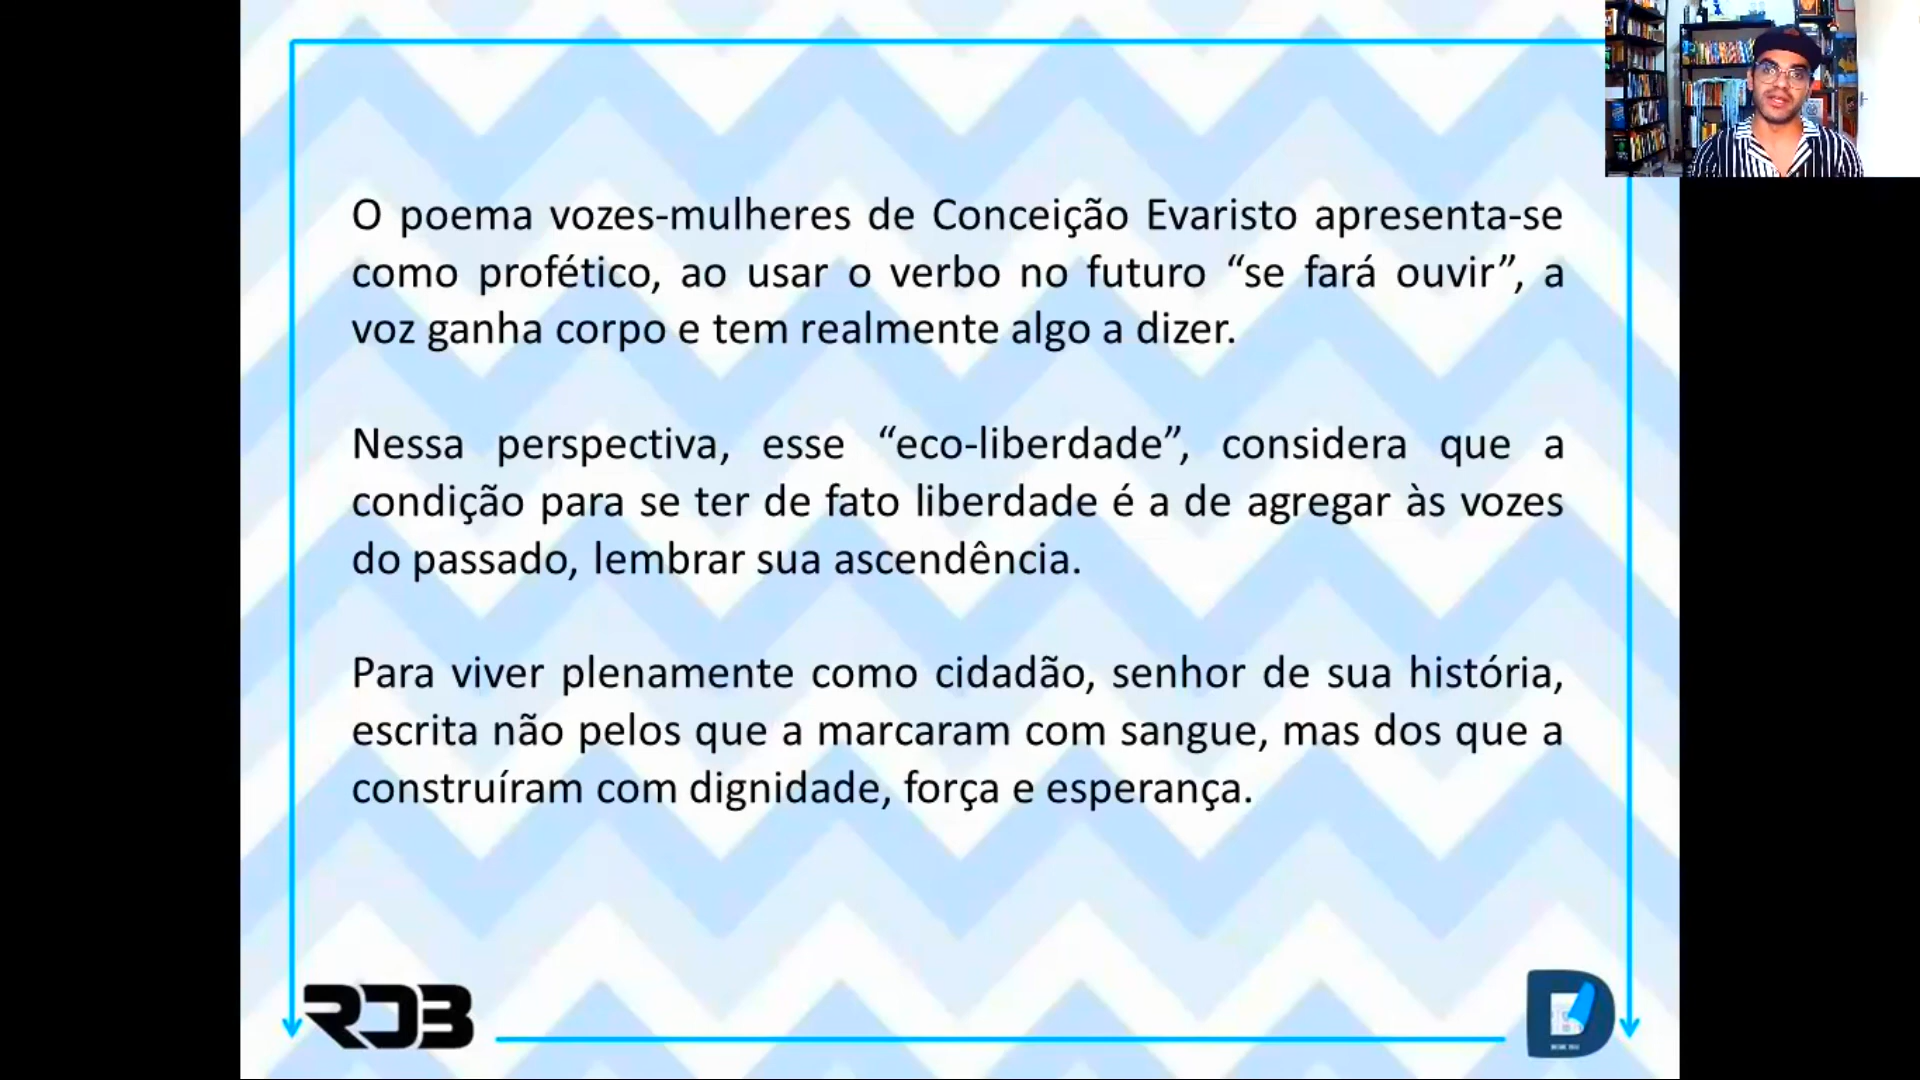 O poema vozes-mulheres de Conceição Evaristo apresenta-se
como profético, ao usar o verbo no futuro “se fará ouvir”, a
voz ganha corpo e tem realmente algo a dizer.
Nessa perspectiva, esse “eco-liberdade”, considera que a
condição para se ter de fato liberdade é a de agregar às vozes
do passado, lembrar sua ascendência.
Para viver plenamente como cidadão, senhor de sua história,
escrita não pelos que a marcaram com sangue, mas dos que a
construíram com dignidade, força e esperança.
RDB
D